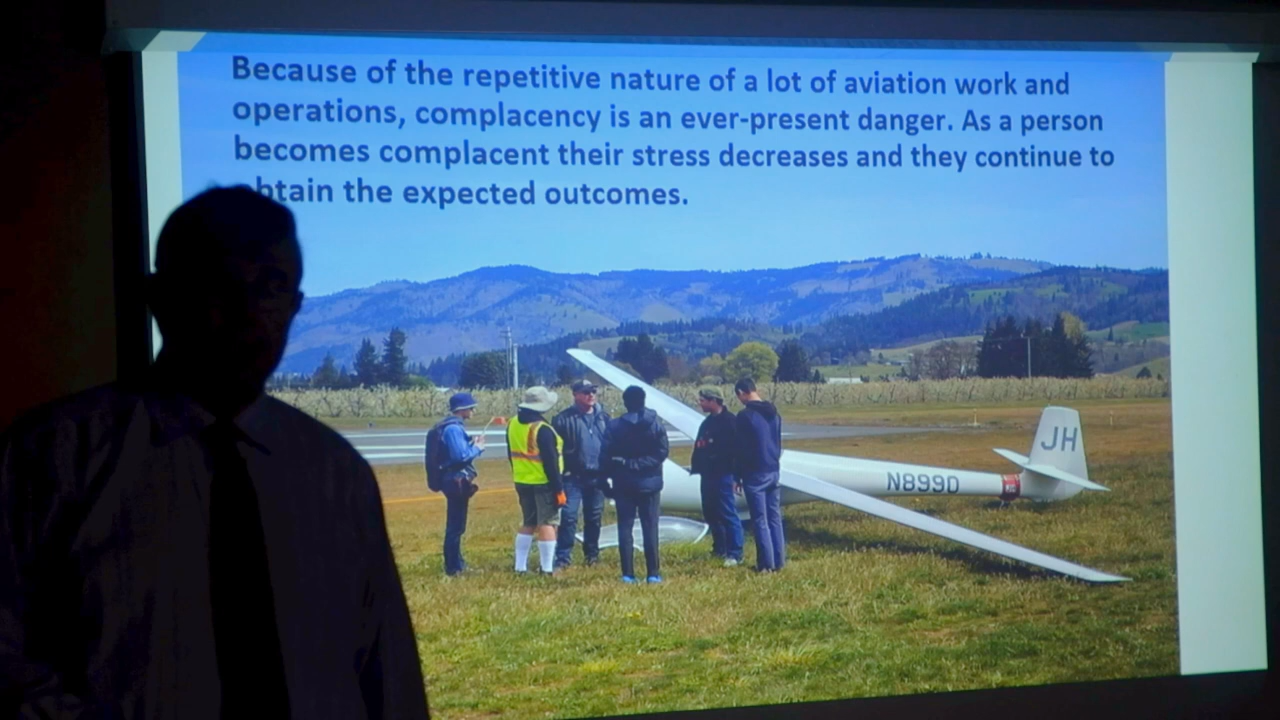 Because of the repetitive nature of a lot of aviation work and
operations, complacency is an ever-present danger. As a person
becomes complacent their stress decreases and they continue to
obtain the expected outcomes.
JH
N899D